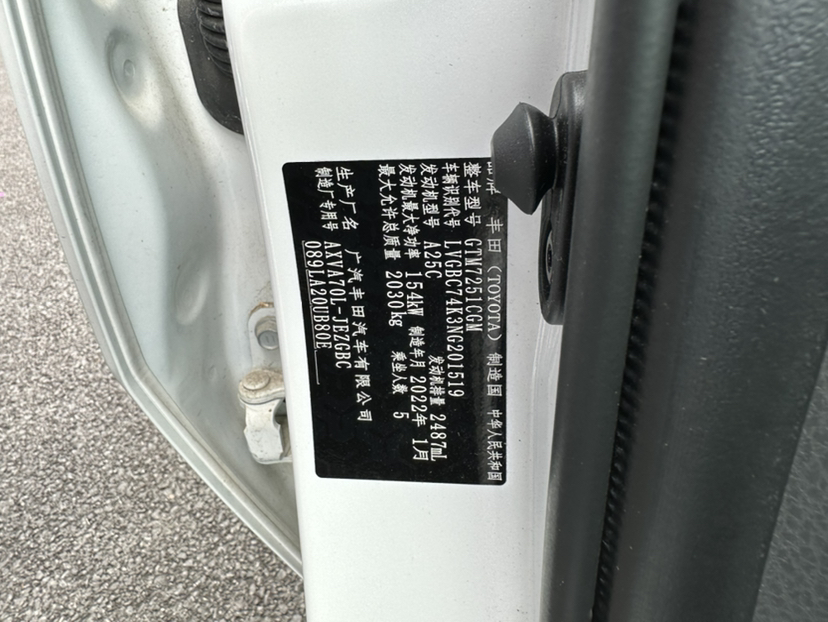 丰田（TOYOTA） 制造国 中华人民共和国
整车型号 GTM7251CGM
车辆识别代号 LVGBC74K3NG201519
发动机型号 A25C 发动机排量 2487mL
发动机最大净功率 154kW 制造年月 2022年 1月
最大允许总质量 2030kg 乘坐人数 5
生产厂名 广汽丰田汽车有限公司
制造厂专用号 AXVA70L-JEZGBC
089LA20UB80E